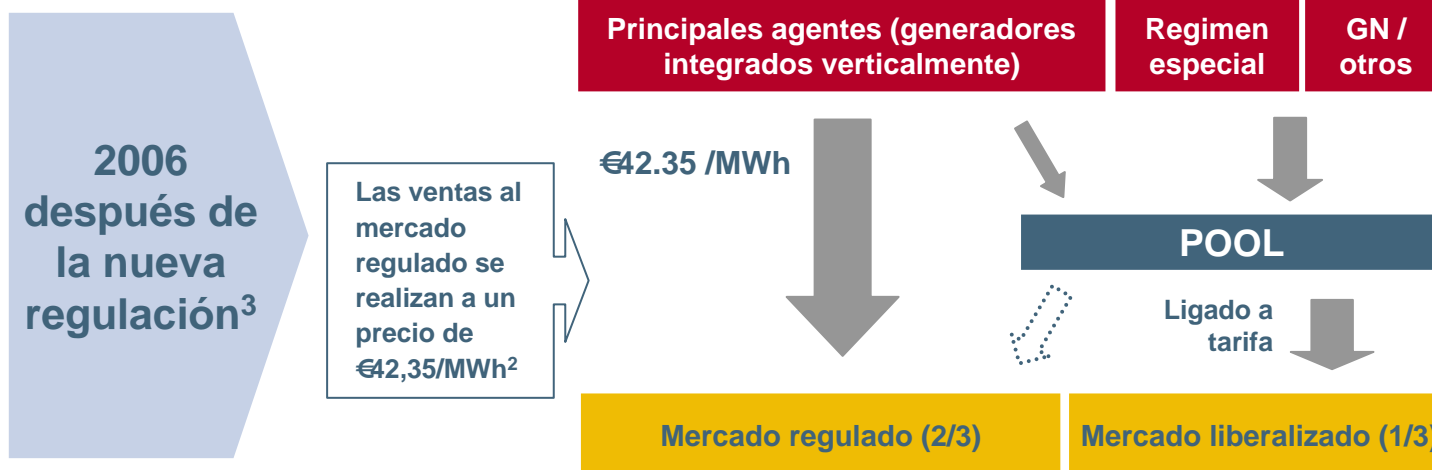 2006
después de
la nueva
regulación³
Las ventas al
mercado
regulado se
realizan a un
precio de
€42,35/MWh²
Principales agentes (generadores
integrados verticalmente)
Regimen
especial
GN /
otros
€42.35 /MWh
POOL
Ligado a
tarifa
Mercado regulado (2/3)
Mercado liberalizado (1/3)